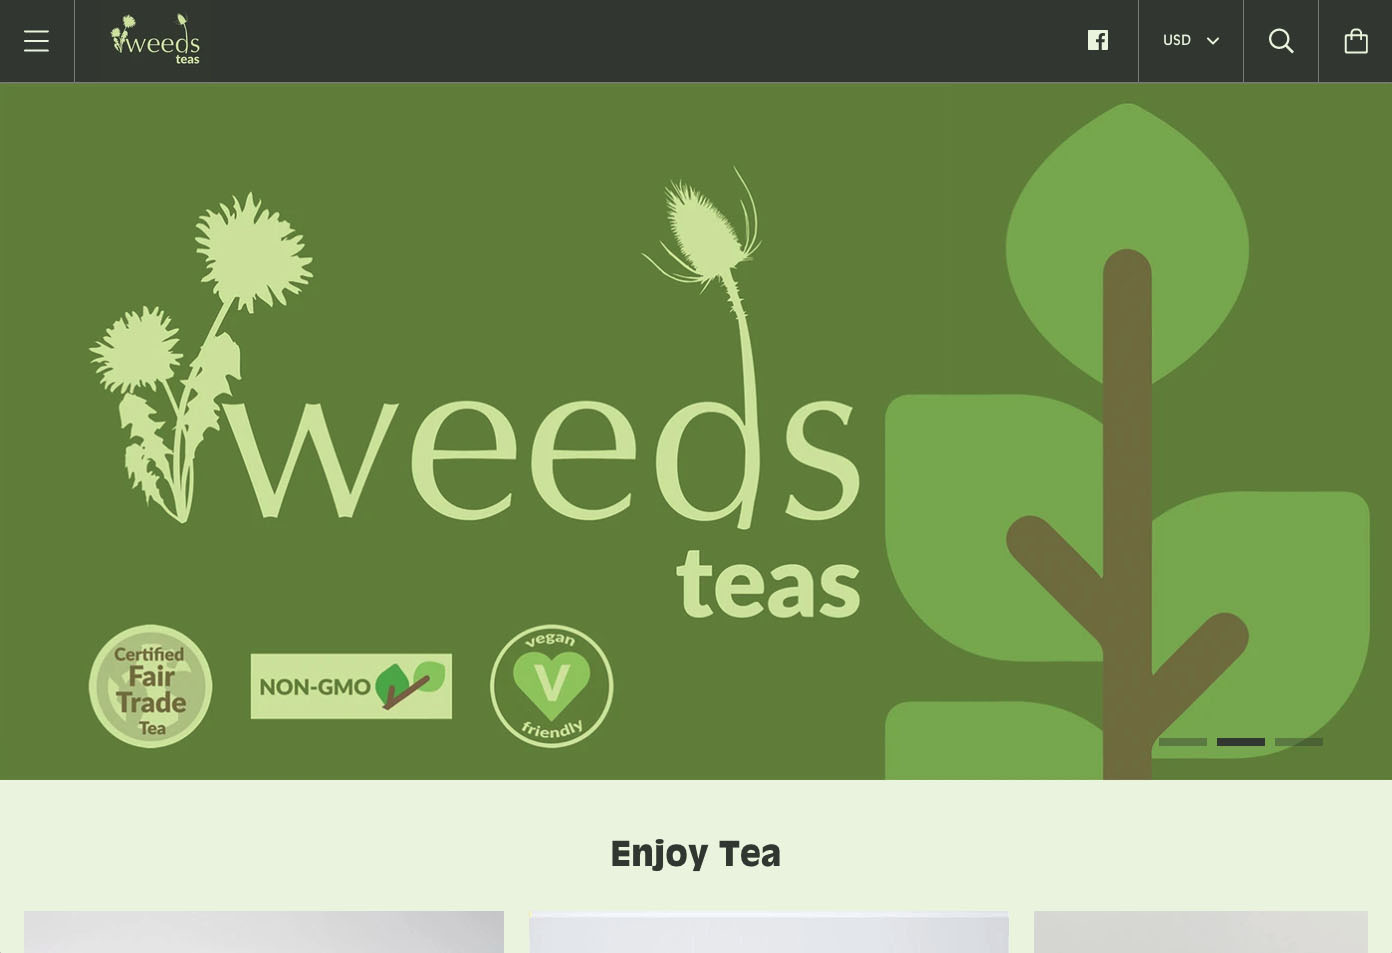 weeds
teas
USD
weeds
teas
Certified
Fair
Trade
Tea
NON-GMO
vegan
V
friendly
Enjoy Tea